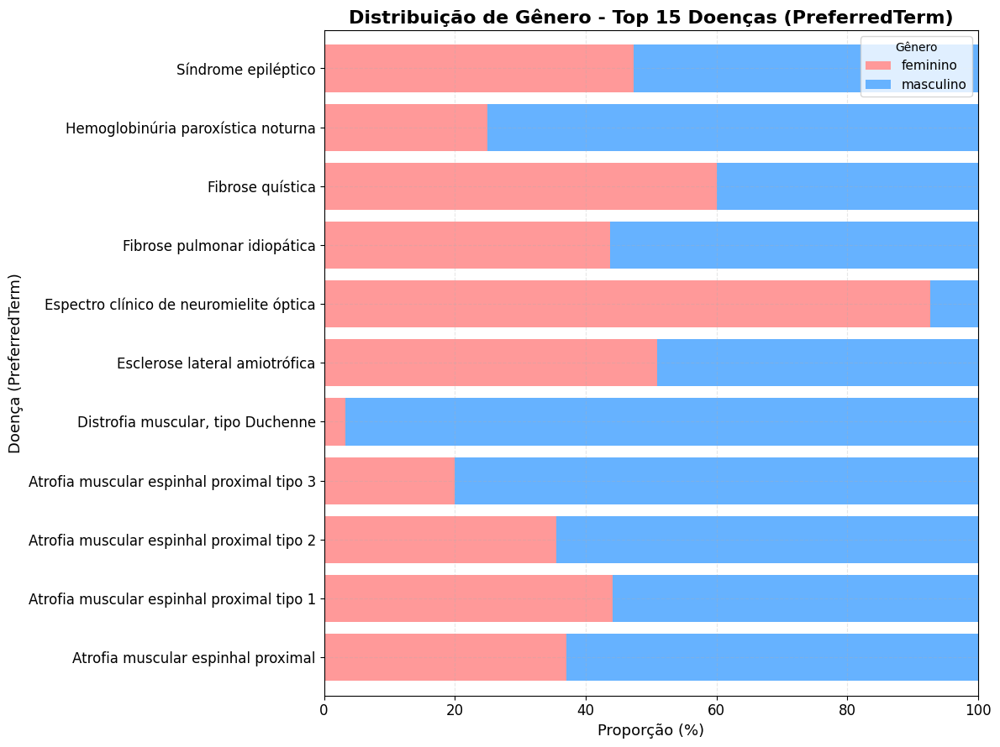 Distribuição de Gênero - Top 15 Doenças (PreferredTerm)
Gênero
feminino
masculino
Doença (PreferredTerm)
Síndrome epiléptico
Hemoglobinúria paroxística noturna
Fibrose quística
Fibrose pulmonar idiopática
Espectro clínico de neuromielite óptica
Esclerose lateral amiotrófica
Distrofia muscular, tipo Duchenne
Atrofia muscular espinhal proximal tipo 3
Atrofia muscular espinhal proximal tipo 2
Atrofia muscular espinhal proximal tipo 1
Atrofia muscular espinhal proximal
0 20 40 60 80 100
Proporção (%)